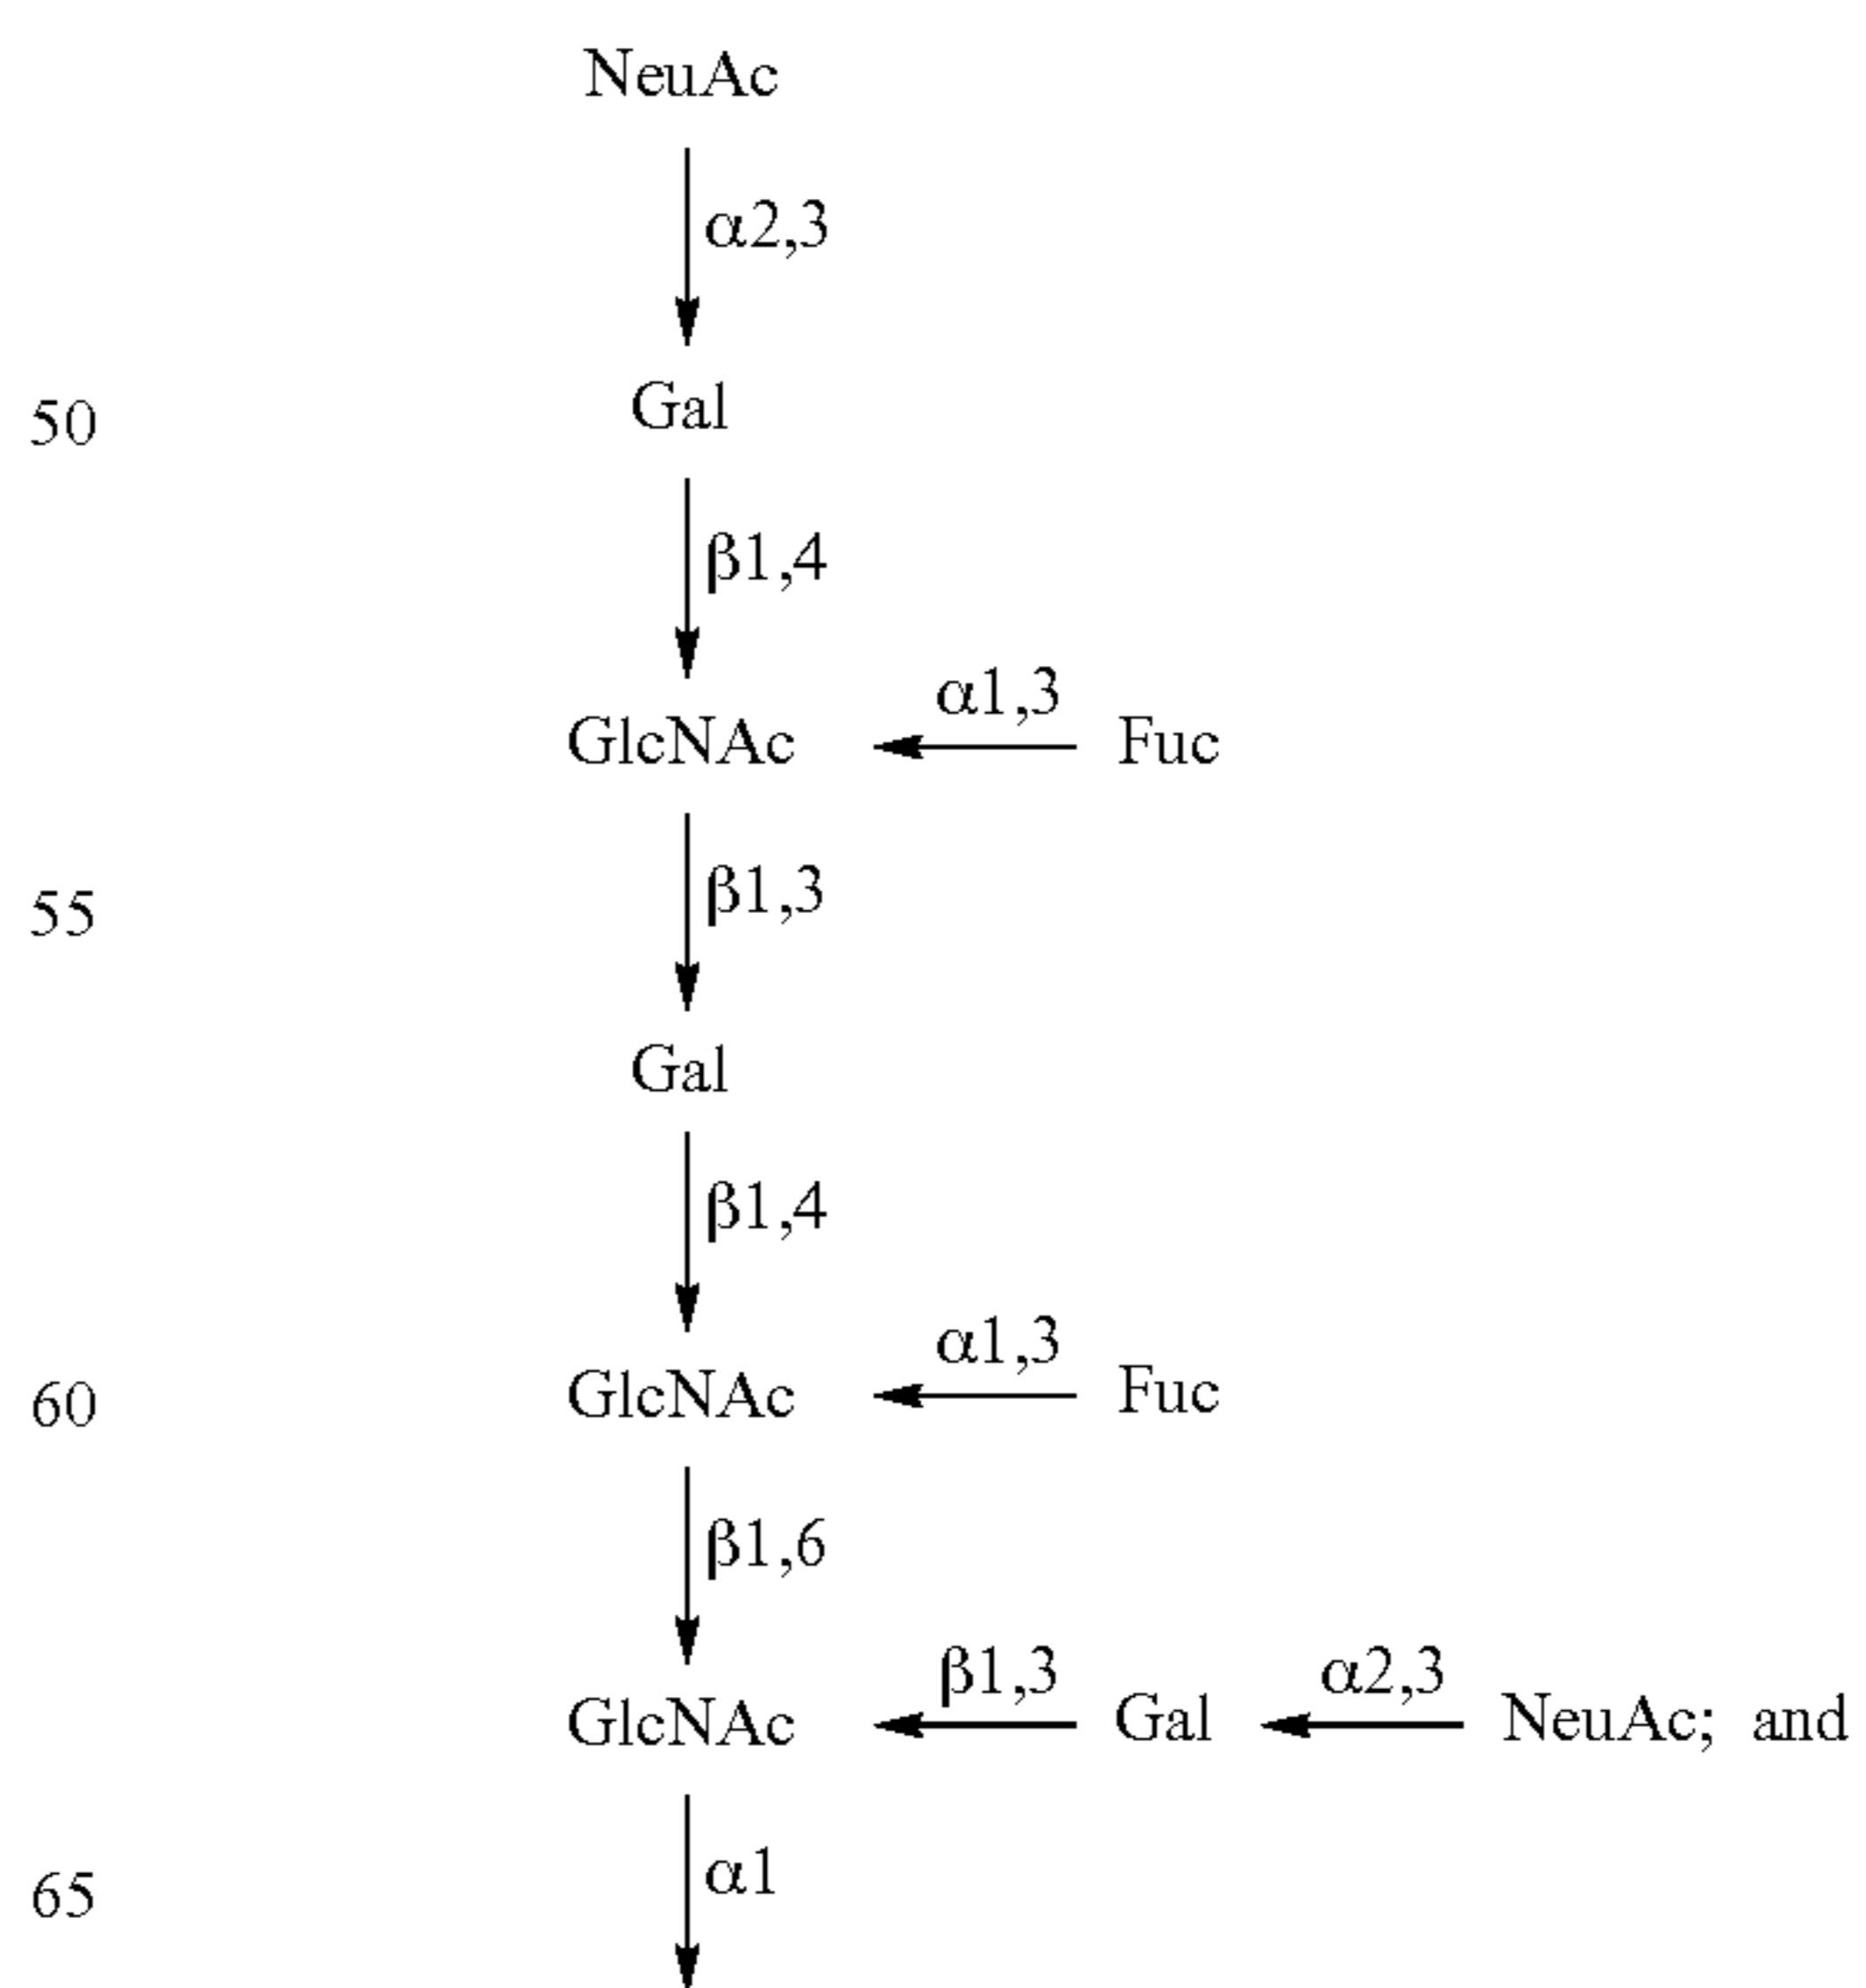 NeuAc
α2,3
50 Gal
β1,4
α1,3
GlcNAc Fuc
β1,3
55
Gal
β1,4
α1,3
60 GlcNAc Fuc
β1,6
β1,3 α2,3
GlcNAc Gal NeuAc; and
α1
65